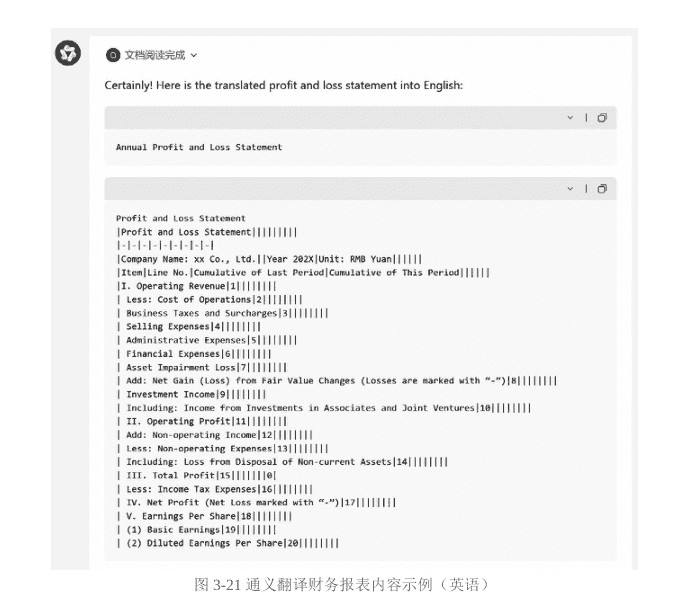 文档阅读完成
Certainly! Here is the translated profit and loss statement into English:
Annual Profit and Loss Statement
Profit and Loss Statement
|Profit and Loss Statement|||||||||
|-|-|-|-|-|-|-|-|-|
|Company Name: xx Co., Ltd.||Year 202X|Unit: RMB Yuan||||||
|Item|Line No.|Cumulative of Last Period|Cumulative of This Period||||||
|I. Operating Revenue|1||||||||
| Less: Cost of Operations|2||||||||
| Business Taxes and Surcharges|3||||||||
| Selling Expenses|4||||||||
| Administrative Expenses|5||||||||
| Financial Expenses|6||||||||
| Asset Impairment Loss|7||||||||
| Add: Net Gain (Loss) from Fair Value Changes (Losses are marked with “-”)|8||||||||
| Investment Income|9||||||||
| Including: Income from Investments in Associates and Joint Ventures|10||||||||
| II. Operating Profit|11||||||||
| Add: Non-operating Income|12||||||||
| Less: Non-operating Expenses|13||||||||
| Including: Loss from Disposal of Non-current Assets|14||||||||
| III. Total Profit|15|||||||0|
| Less: Income Tax Expenses|16||||||||
| IV. Net Profit (Net Loss marked with “-”)|17||||||||
| V. Earnings Per Share|18||||||||
| (1) Basic Earnings|19||||||||
| (2) Diluted Earnings Per Share|20||||||||
图 3-21 通义翻译财务报表内容示例（英语）